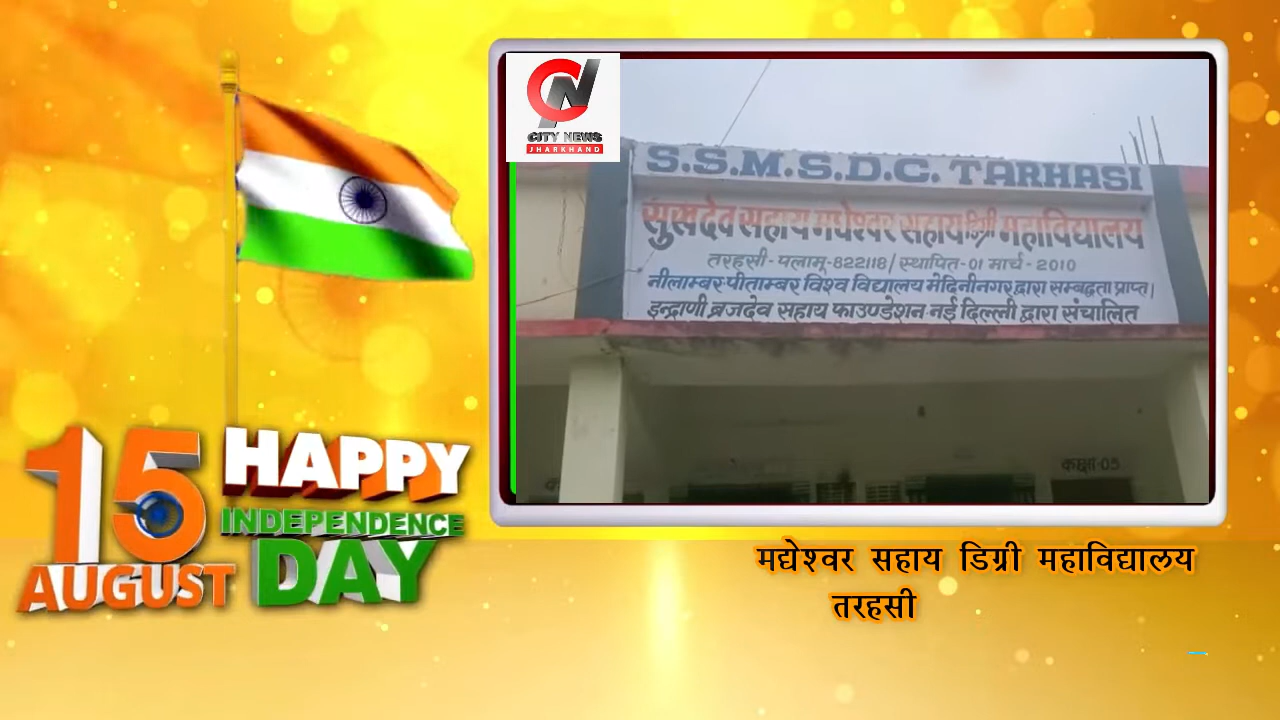 CITY NEWS
JHARKHAND
S.S.M.S.D.C. TARHASI
सुखदेव सहाय मधेश्वर सहाय डिग्री महाविद्यालय
तरहसी - पलामू - 822118 / स्थापित - 01 मार्च - 2010
नीलाम्बर-पीताम्बर विश्व विद्यालय मेदिनीनगर द्वारा सम्बद्धता प्राप्त।
इन्द्राणी ब्रजदेव सहाय फाउण्डेशन नई दिल्ली द्वारा संचालित
कक्षा-05
15
AUGUST
HAPPY
INDEPENDENCE
DAY
मद्येश्वर सहाय डिग्री महाविद्यालय
तरहसी